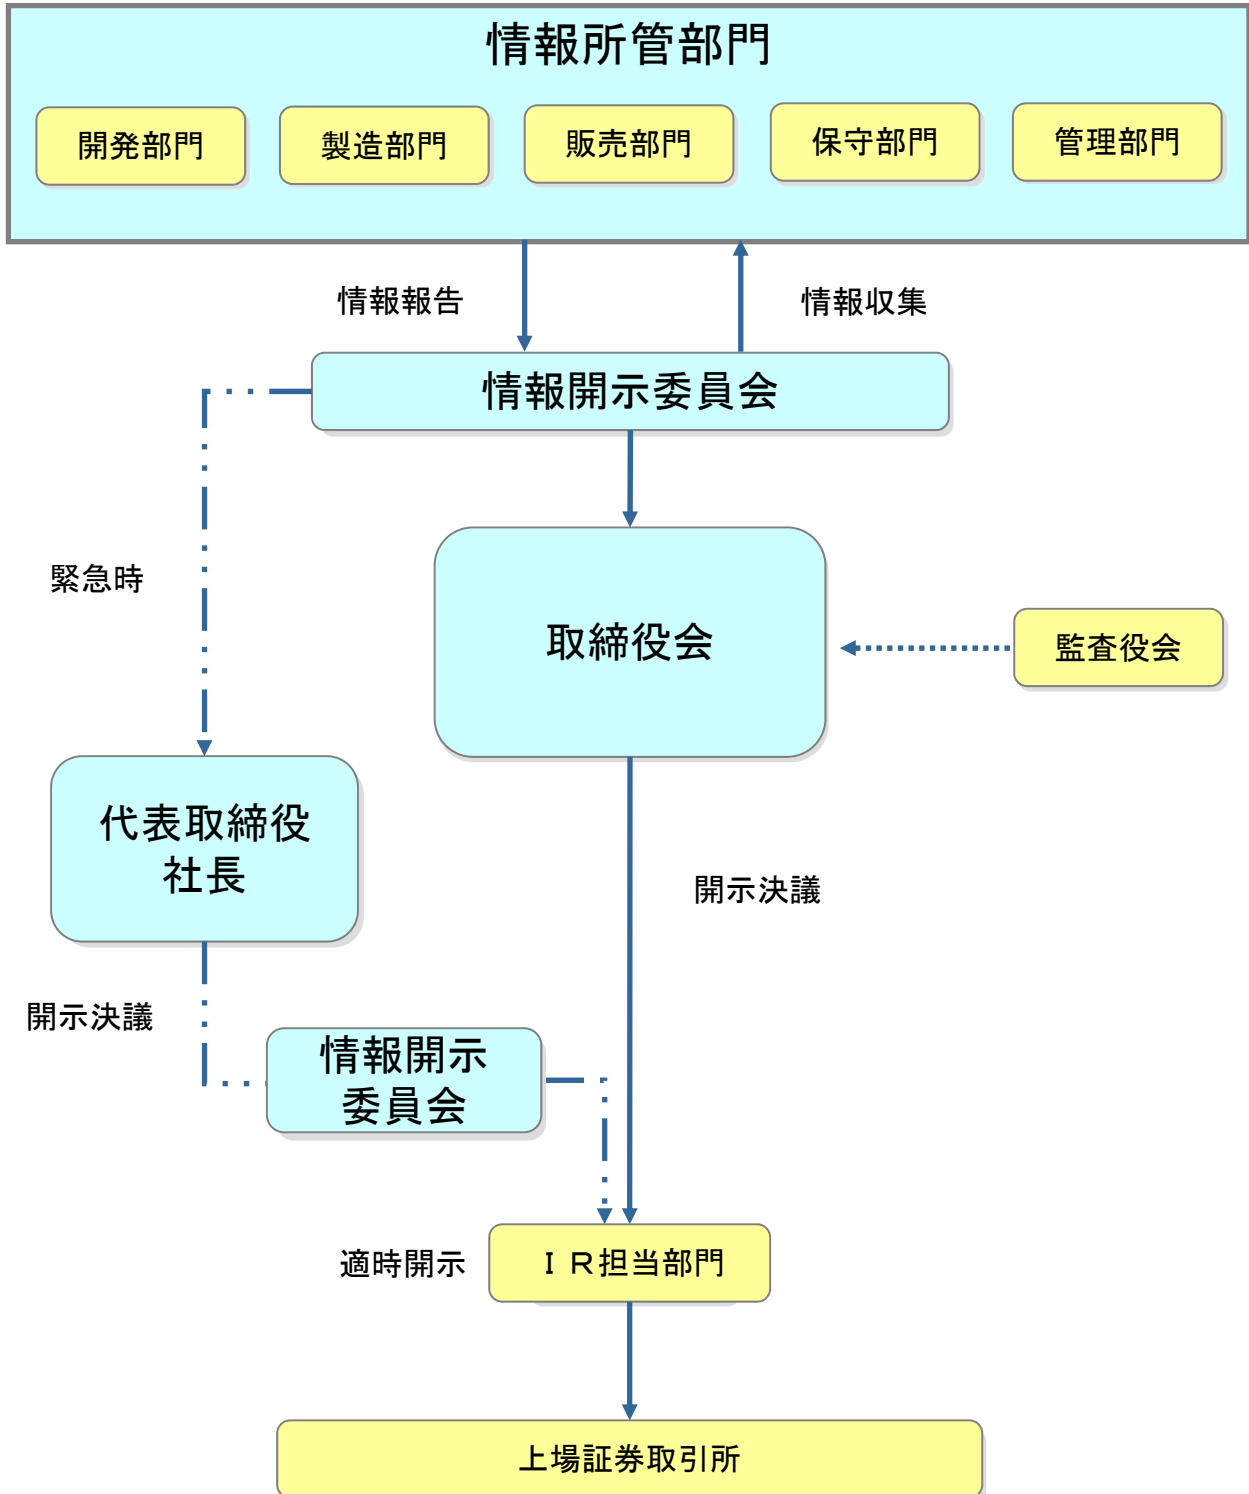 情報所管部門
開発部門
製造部門
販売部門
保守部門
管理部門
情報報告
情報収集
情報開示委員会
緊急時
取締役会
監査役会
代表取締役
社長
開示決議
開示決議
情報開示
委員会
適時開示
ＩＲ担当部門
上場証券取引所